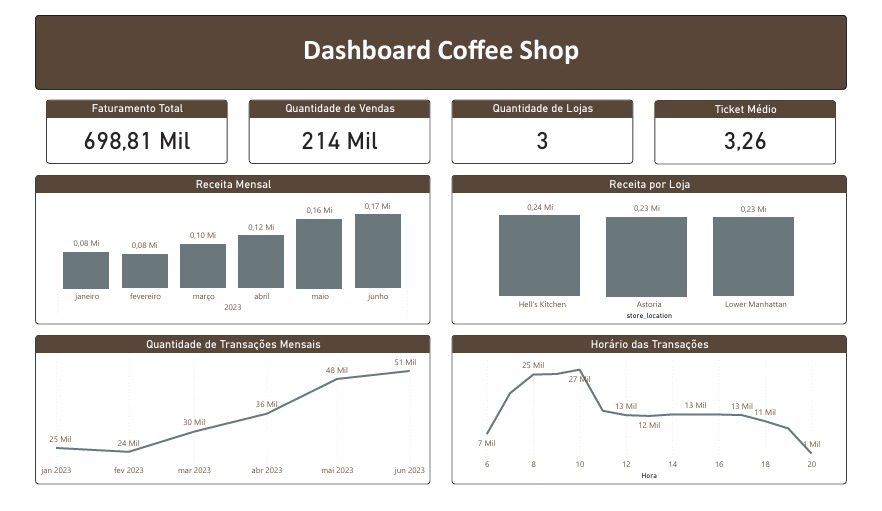 Dashboard Coffee Shop
Faturamento Total
698,81 Mil
Quantidade de Vendas
214 Mil
Quantidade de Lojas
3
Ticket Médio
3,26
Receita Mensal
0,08 Mi
0,08 Mi
0,10 Mi
0,12 Mi
0,16 Mi
0,17 Mi
janeiro fevereiro março abril maio junho
2023
Receita por Loja
0,24 Mi
0,23 Mi
0,23 Mi
Hell's Kitchen Astoria Lower Manhattan
store_location
Quantidade de Transações Mensais
25 Mil
24 Mil
30 Mil
36 Mil
48 Mil
51 Mil
jan 2023 fev 2023 mar 2023 abr 2023 mai 2023 jun 2023
Horário das Transações
7 Mil
25 Mil
27 Mil
13 Mil
12 Mil
13 Mil
13 Mil
11 Mil
1 Mil
6 8 10 12 14 16 18 20
Hora